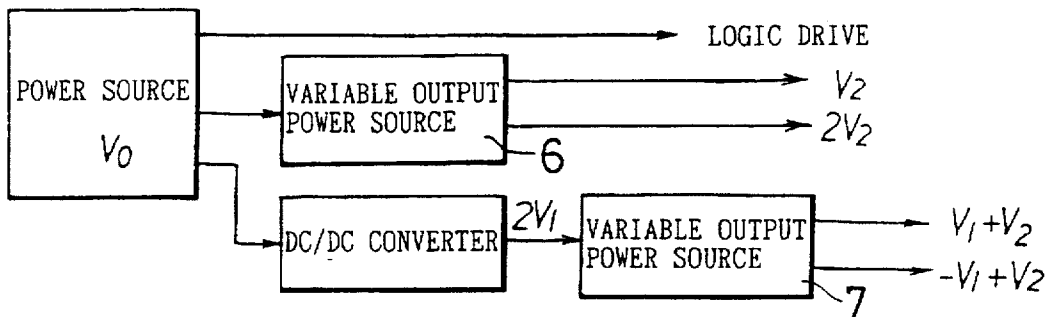 LOGIC DRIVE
POWER SOURCE
V0
VARIABLE OUTPUT
POWER SOURCE
6
V2
2V2
DC/DC CONVERTER
2V1
VARIABLE OUTPUT
POWER SOURCE
7
V1+V2
-V1+V2